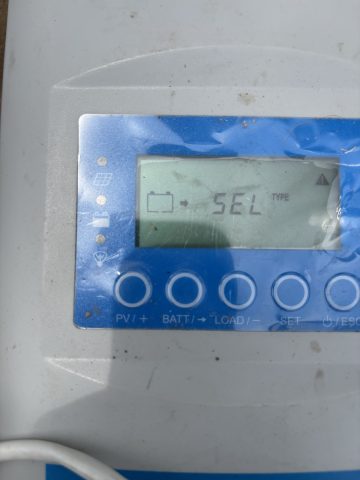 SEL TYPE
PV/+ BATT/→ LOAD/− SET ⏻/ESC